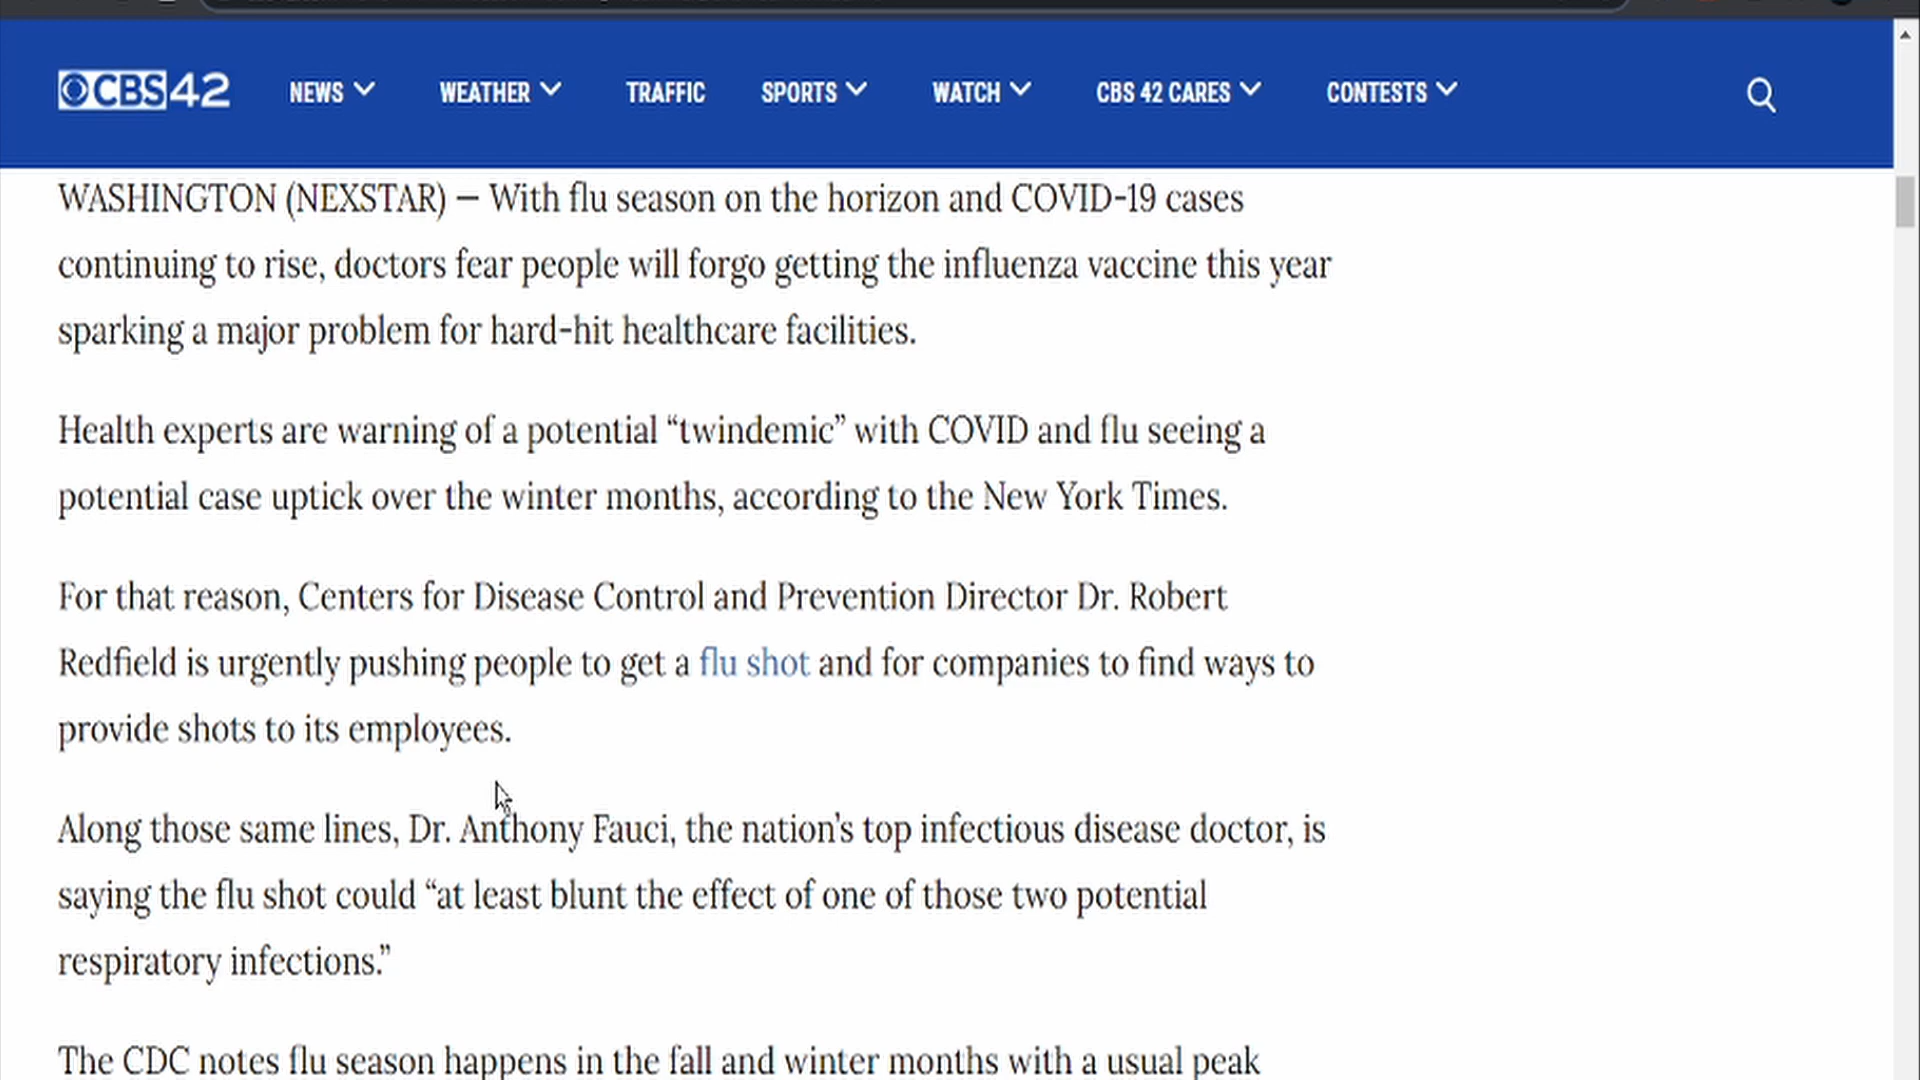 CBS 42 NEWS WEATHER TRAFFIC SPORTS WATCH CBS 42 CARES CONTESTS
WASHINGTON (NEXSTAR) — With flu season on the horizon and COVID-19 cases
continuing to rise, doctors fear people will forgo getting the influenza vaccine this year
sparking a major problem for hard-hit healthcare facilities.
Health experts are warning of a potential “twindemic” with COVID and flu seeing a
potential case uptick over the winter months, according to the New York Times.
For that reason, Centers for Disease Control and Prevention Director Dr. Robert
Redfield is urgently pushing people to get a flu shot and for companies to find ways to
provide shots to its employees.
Along those same lines, Dr. Anthony Fauci, the nation’s top infectious disease doctor, is
saying the flu shot could “at least blunt the effect of one of those two potential
respiratory infections.”
The CDC notes flu season happens in the fall and winter months with a usual peak